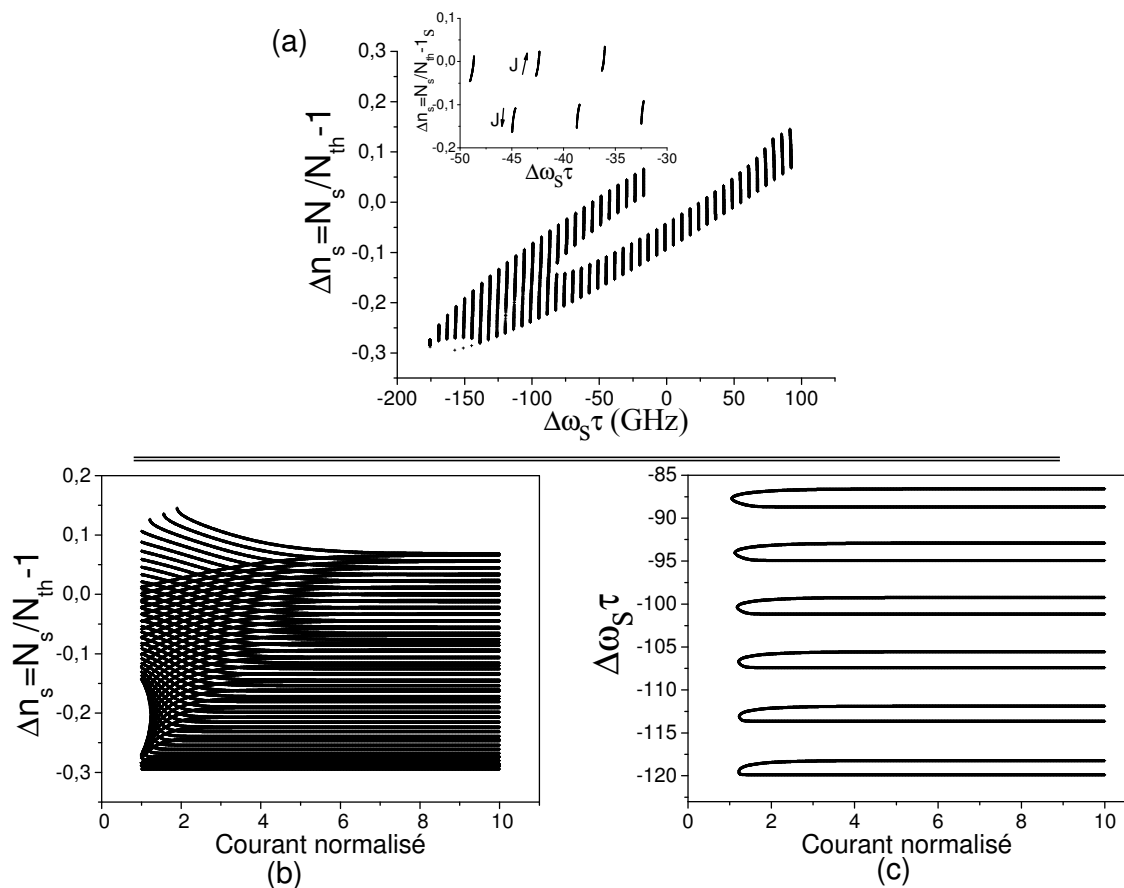 (a)
Δn_s=N_s/N_th-1_s
0,1
0,0
-0,1
-0,2
J
J
-50 -45 -40 -35 -30
Δω_Sτ
Δn_s=N_s/N_th-1
0,3
0,2
0,1
0,0
-0,1
-0,2
-0,3
-200 -150 -100 -50 0 50 100
Δω_Sτ (GHz)
Δn_s=N_s/N_th-1
0,2
0,1
0,0
-0,1
-0,2
-0,3
0 2 4 6 8 10
Courant normalisé
(b)
Δω_Sτ
-85
-90
-95
-100
-105
-110
-115
-120
0 2 4 6 8 10
Courant normalisé
(c)